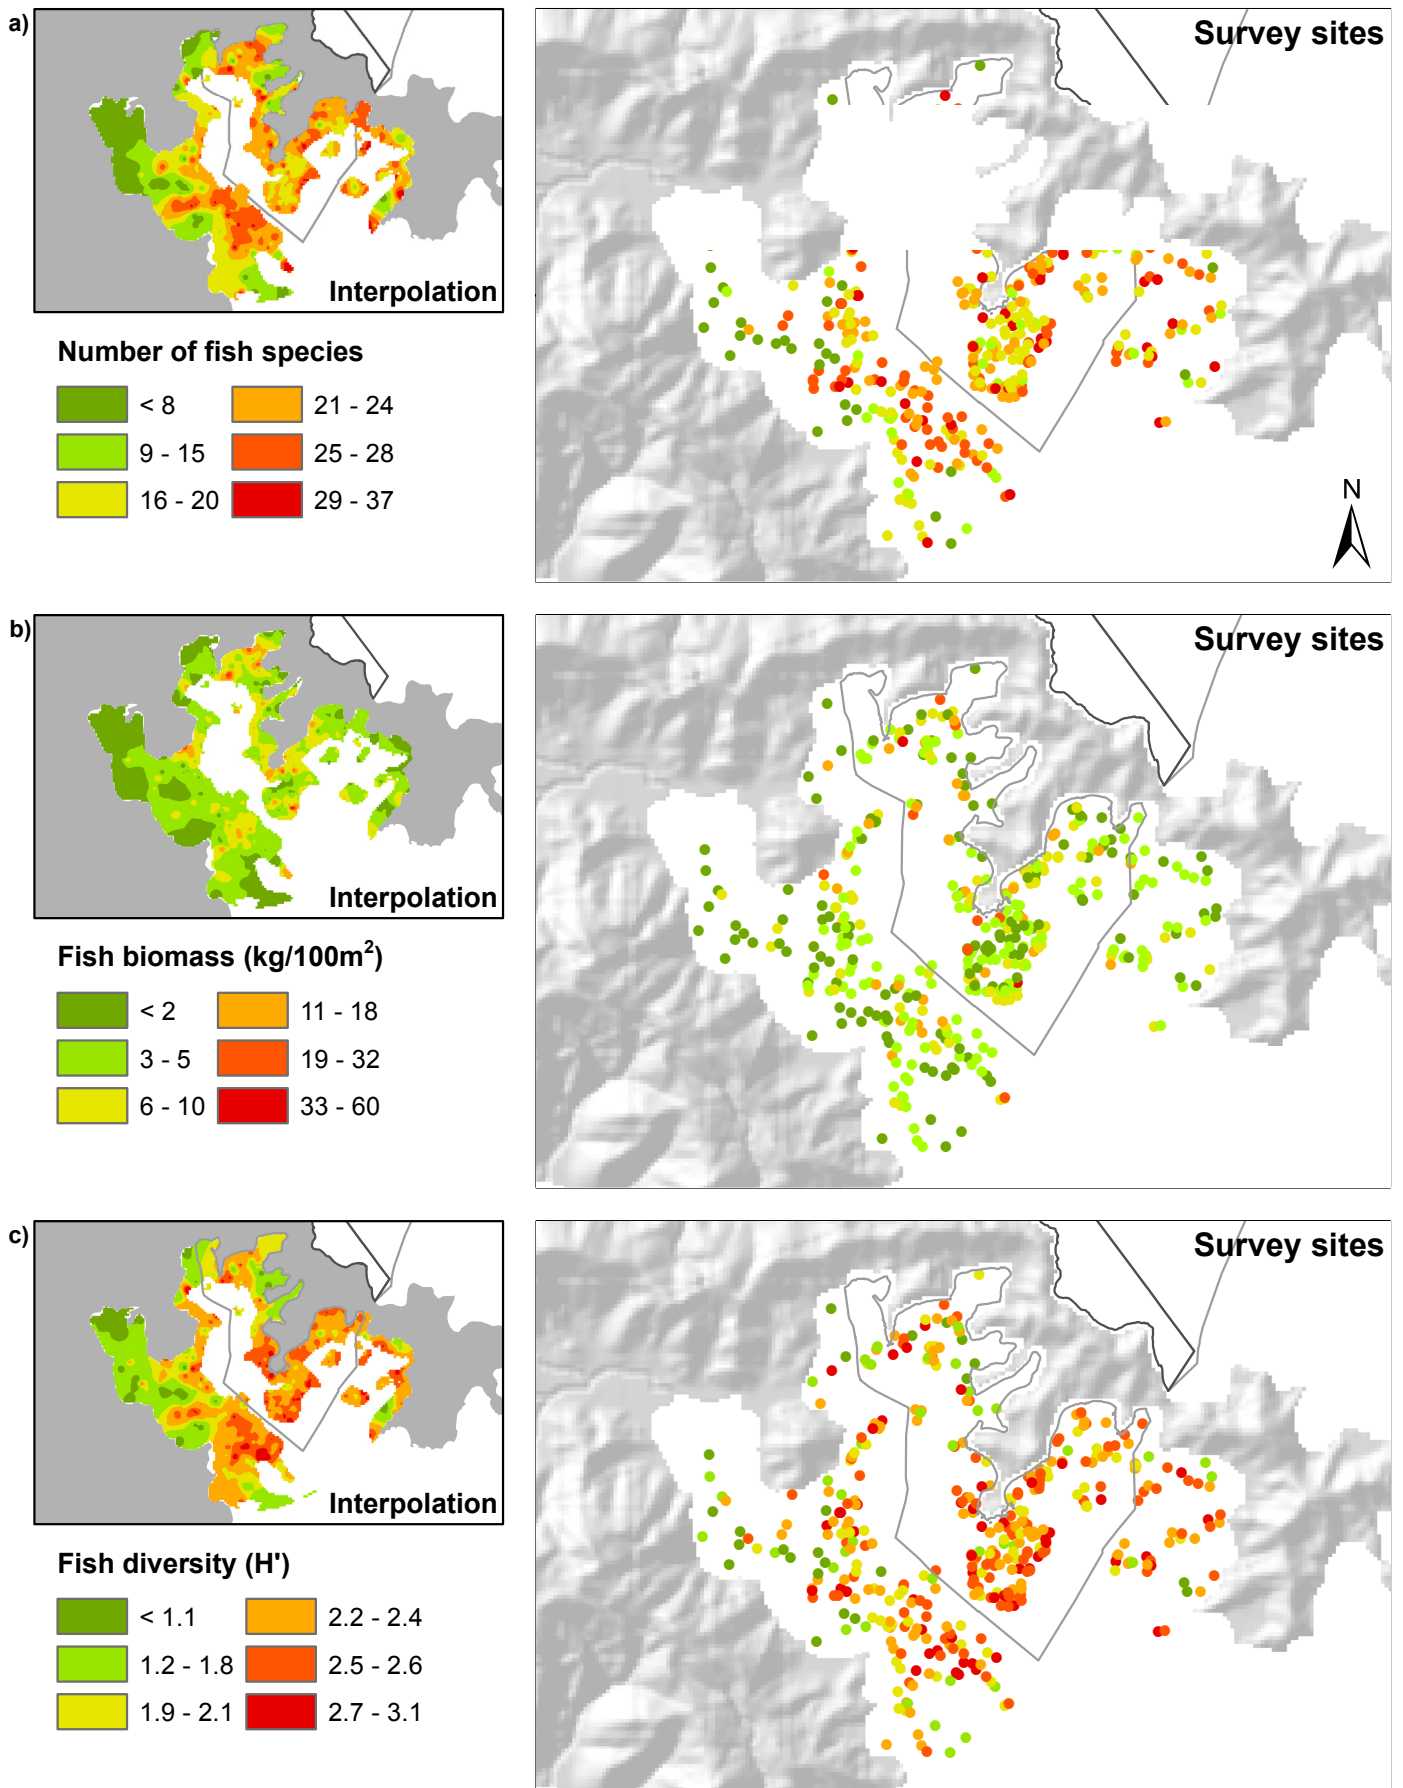 a)
Interpolation
Survey sites
N
Number of fish species
< 8
9 - 15
16 - 20
21 - 24
25 - 28
29 - 37
b)
Interpolation
Survey sites
Fish biomass (kg/100m²)
< 2
3 - 5
6 - 10
11 - 18
19 - 32
33 - 60
c)
Interpolation
Survey sites
Fish diversity (H')
< 1.1
1.2 - 1.8
1.9 - 2.1
2.2 - 2.4
2.5 - 2.6
2.7 - 3.1